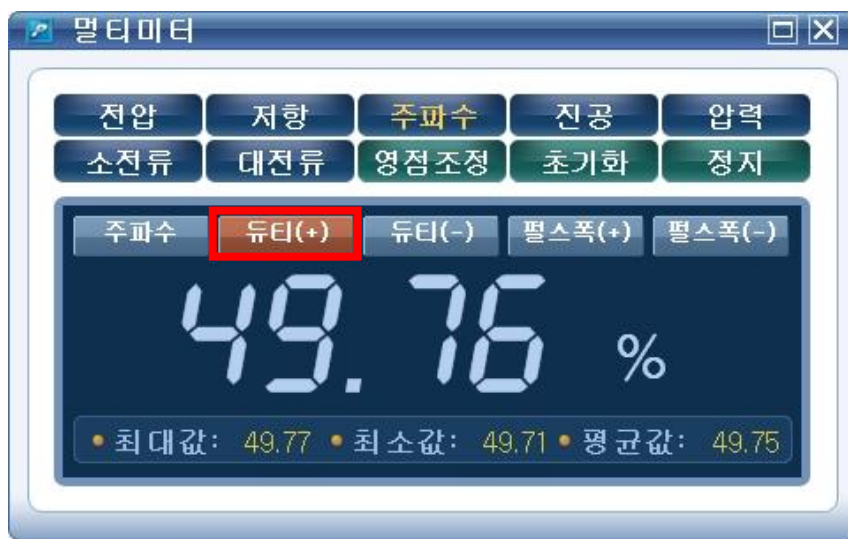 멀티미터
전압 저항 주파수 진공 압력
소전류 대전류 영점조정 초기화 정지
주파수 듀티(+) 듀티(-) 펄스폭(+) 펄스폭(-)
49.76 %
• 최대값: 49.77 • 최소값: 49.71 • 평균값: 49.75